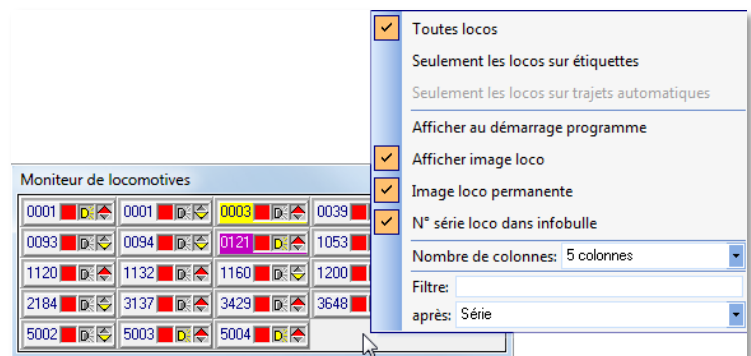 Toutes locos
Seulement les locos sur étiquettes
Seulement les locos sur trajets automatiques
Afficher au démarrage programme
Afficher image loco
Image loco permanente
N° série loco dans infobulle
Nombre de colonnes: 5 colonnes
Filtre:
après: Série
Moniteur de locomotives
0001 D 0001 D 0003 D 0039
0093 D 0094 D 0121 D 1053
1120 D 1132 D 1160 D 1200
2184 D 3137 D 3429 D 3648
5002 D 5003 D 5004 D